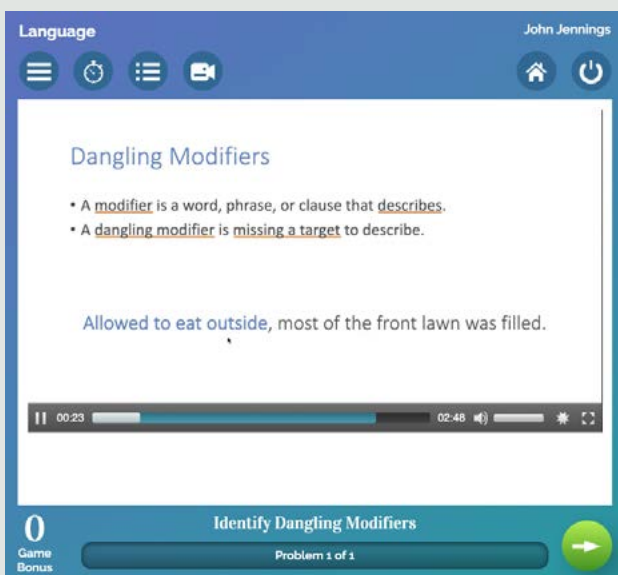 Language
John Jennings
Dangling Modifiers
• A modifier is a word, phrase, or clause that describes.
• A dangling modifier is missing a target to describe.
Allowed to eat outside, most of the front lawn was filled.
00:23
02:48
0
Game
Bonus
Identify Dangling Modifiers
Problem 1 of 1